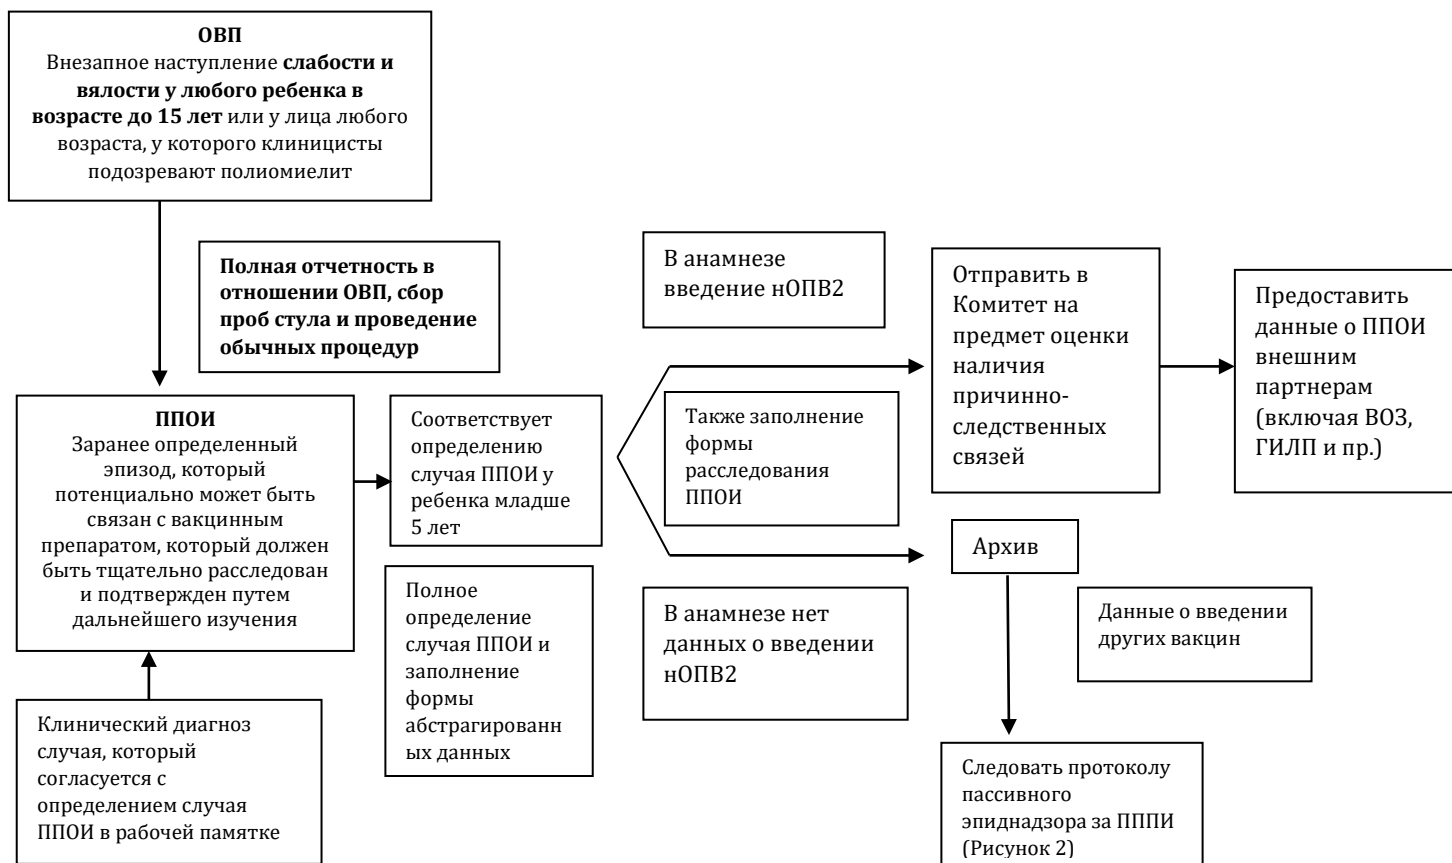 ОВП
Внезапное наступление слабости и
вялости у любого ребенка в
возрасте до 15 лет или у лица любого
возраста, у которого клиницисты
подозревают полиомиелит
Полная отчетность в
отношении ОВП, сбор
проб стула и проведение
обычных процедур
ППОИ
Заранее определенный
эпизод, который
потенциально может быть
связан с вакцинным
препаратом, который должен
быть тщательно расследован
и подтвержден путем
дальнейшего изучения
Клинический диагноз
случая, который
согласуется с
определением случая
ППОИ в рабочей памятке
Соответствует
определению
случая ППОИ у
ребенка младше
5 лет
Полное
определение
случая ППОИ и
заполнение
формы
абстрагированн
ых данных
В анамнезе
введение нОПВ2
Также заполнение
формы
расследования
ППОИ
В анамнезе нет
данных о введении
нОПВ2
Отправить в
Комитет на
предмет оценки
наличия
причинно-
следственных
связей
Предоставить
данные о ППОИ
внешним
партнерам
(включая ВОЗ,
ГИЛП и пр.)
Архив
Данные о введении
других вакцин
Следовать протоколу
пассивного
эпиднадзора за ПППИ
(Рисунок 2)